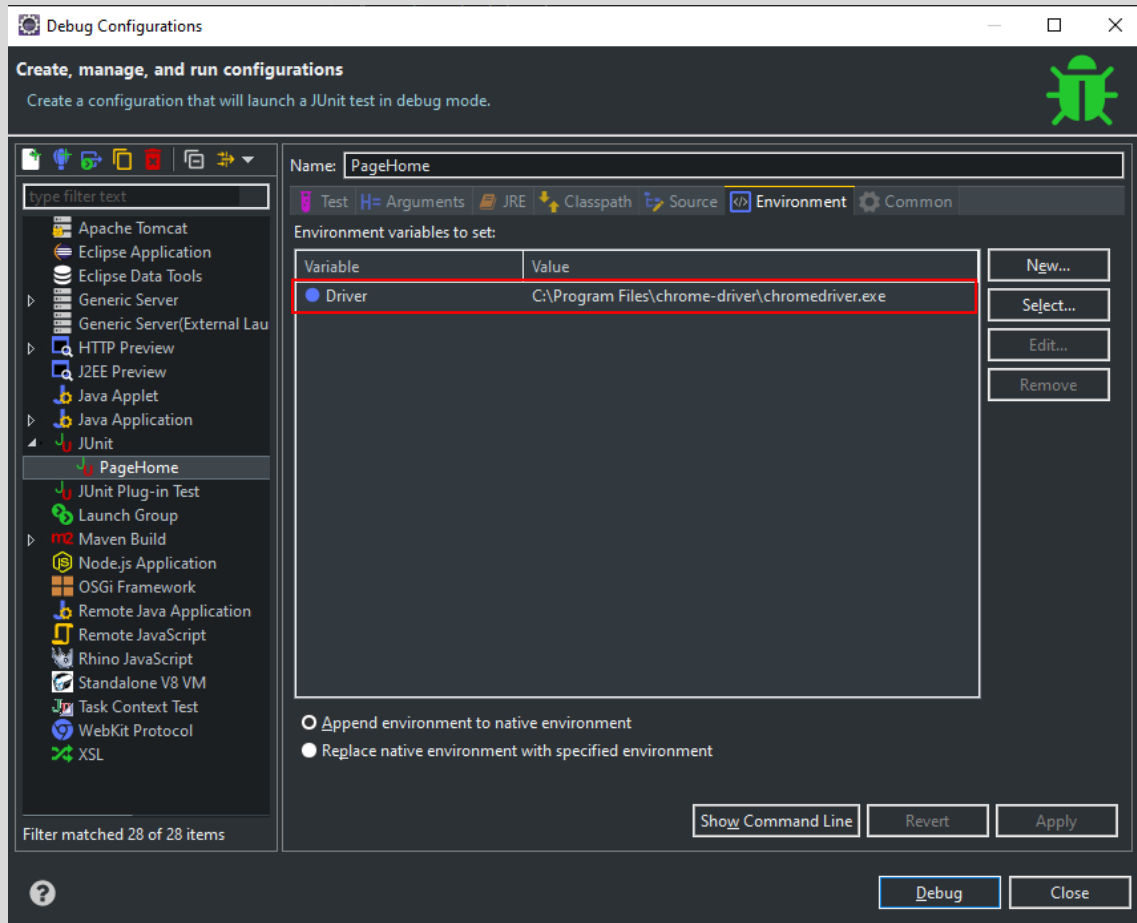 Debug Configurations
Create, manage, and run configurations
Create a configuration that will launch a JUnit test in debug mode.
type filter text
Apache Tomcat
Eclipse Application
Eclipse Data Tools
Generic Server
Generic Server(External Lau
HTTP Preview
J2EE Preview
Java Applet
Java Application
JUnit
PageHome
JUnit Plug-in Test
Launch Group
Maven Build
Node.js Application
OSGi Framework
Remote Java Application
Remote JavaScript
Rhino JavaScript
Standalone V8 VM
Task Context Test
WebKit Protocol
XSL
Filter matched 28 of 28 items
Name: PageHome
Test Arguments JRE Classpath Source Environment Common
Environment variables to set:
Variable Value
Driver C:\Program Files\chrome-driver\chromedriver.exe
New...
Select...
Edit...
Remove
Append environment to native environment
Replace native environment with specified environment
Show Command Line Revert Apply
Debug Close